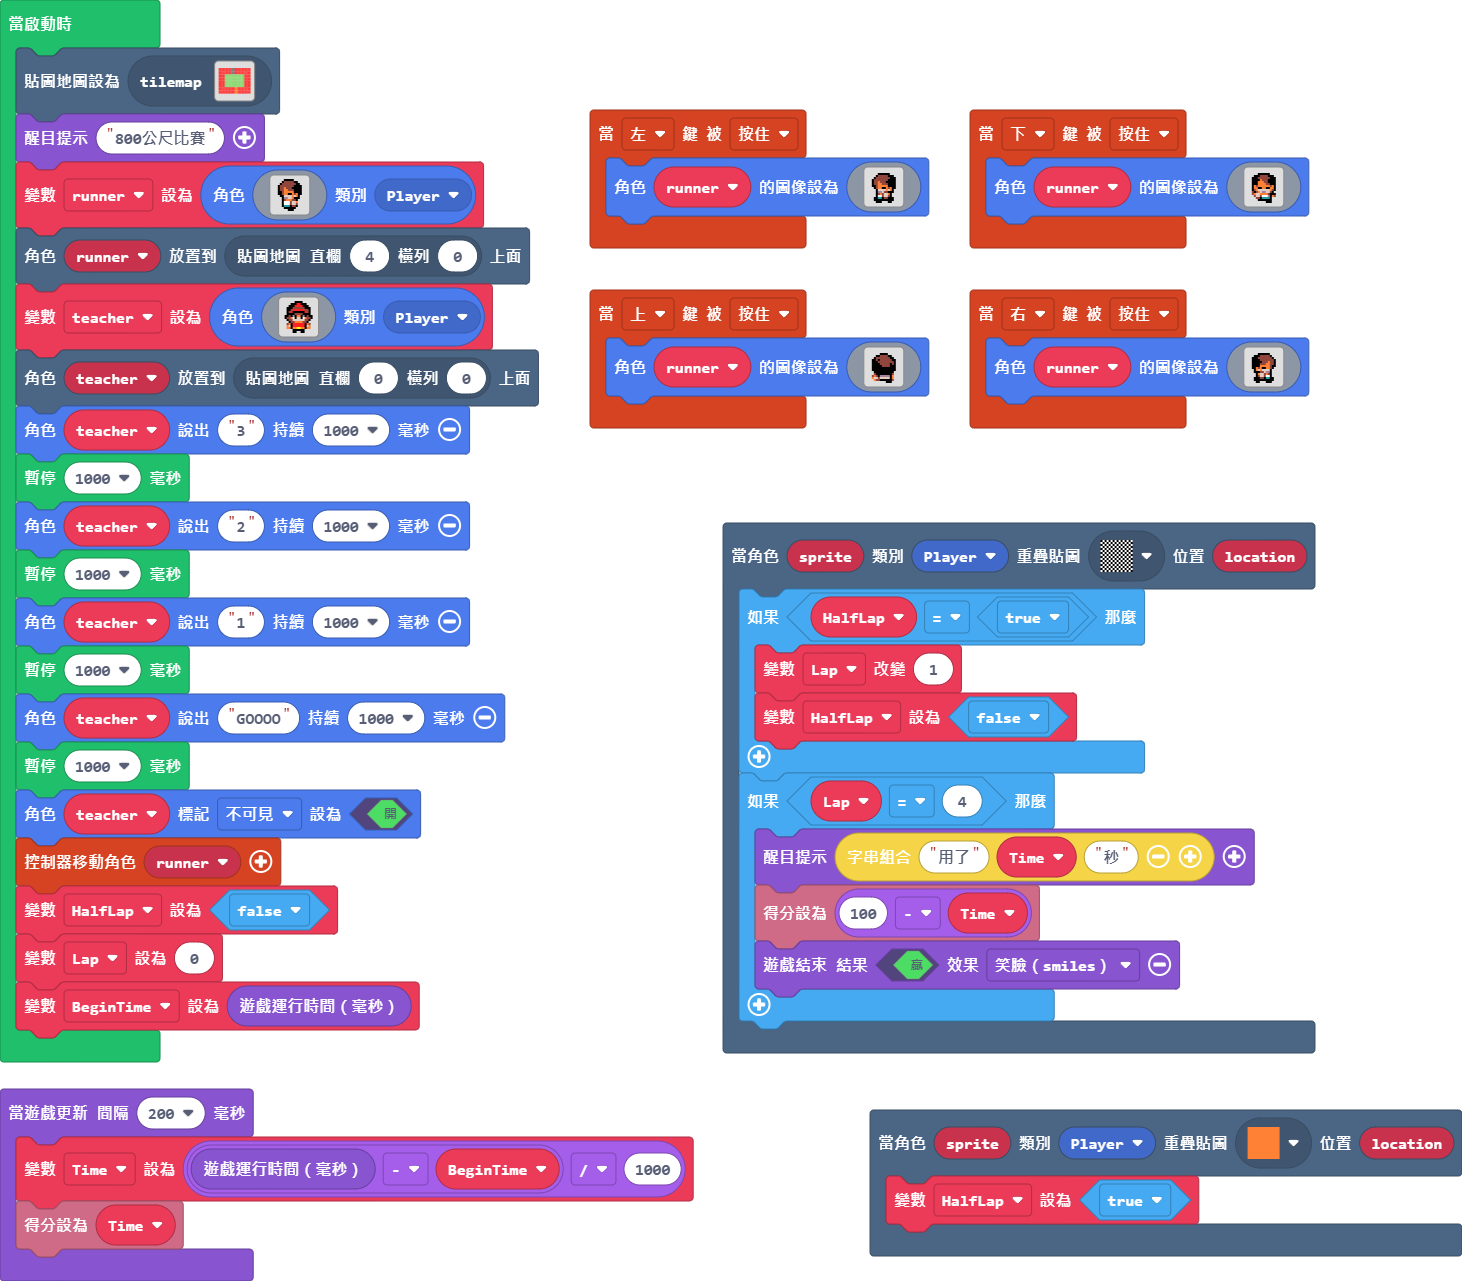 當啟動時
貼圖地圖設為 tilemap
醒目提示 "800公尺比賽"
變數 runner 設為 角色 類別 Player
角色 runner 放置到 貼圖地圖 直欄 4 橫列 0 上面
變數 teacher 設為 角色 類別 Player
角色 teacher 放置到 貼圖地圖 直欄 0 橫列 0 上面
角色 teacher 說出 "3" 持續 1000 毫秒
暫停 1000 毫秒
角色 teacher 說出 "2" 持續 1000 毫秒
暫停 1000 毫秒
角色 teacher 說出 "1" 持續 1000 毫秒
暫停 1000 毫秒
角色 teacher 說出 "GOOOO" 持續 1000 毫秒
暫停 1000 毫秒
角色 teacher 標記 不可見 設為 開
控制器移動角色 runner
變數 HalfLap 設為 false
變數 Lap 設為 0
變數 BeginTime 設為 遊戲運行時間(毫秒)
當遊戲更新 間隔 200 毫秒
變數 Time 設為 遊戲運行時間(毫秒) - BeginTime / 1000
得分設為 Time
當 左 鍵 被 按住
角色 runner 的圖像設為
當 下 鍵 被 按住
角色 runner 的圖像設為
當 上 鍵 被 按住
角色 runner 的圖像設為
當 右 鍵 被 按住
角色 runner 的圖像設為
當角色 sprite 類別 Player 重疊貼圖 位置 location
如果 HalfLap = true 那麼
變數 Lap 改變 1
變數 HalfLap 設為 false
如果 Lap = 4 那麼
醒目提示 字串組合 "用了" Time "秒"
得分設為 100 - Time
遊戲結束 結果 贏 效果 笑臉(smiles)
當角色 sprite 類別 Player 重疊貼圖 位置 location
變數 HalfLap 設為 true